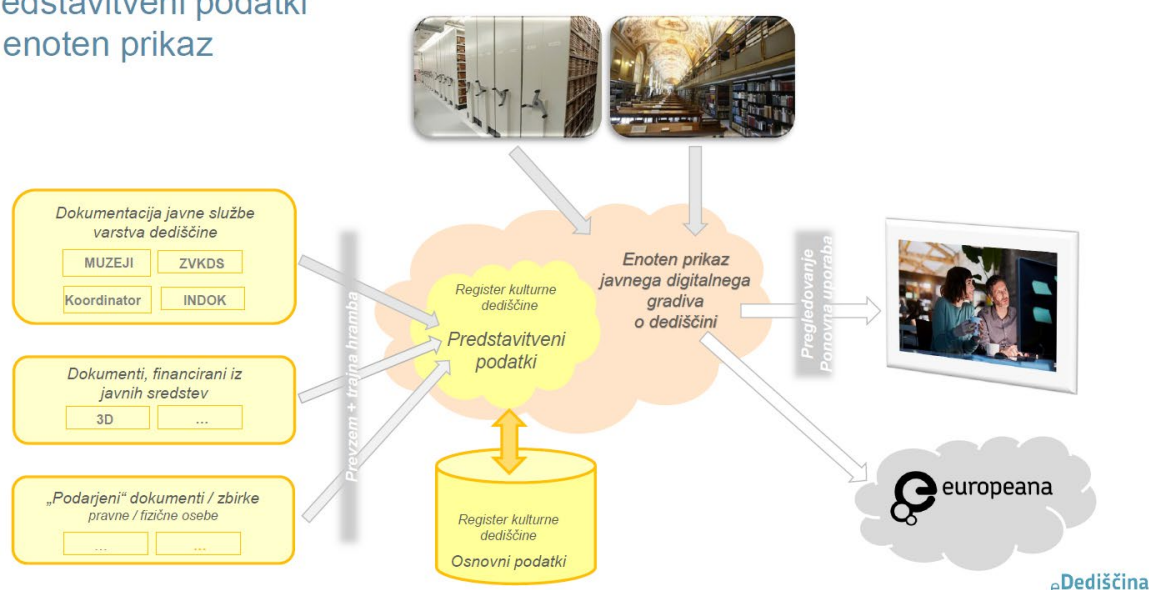 edstavitveni podatki
enoten prikaz
Dokumentacija javne službe
varstva dediščine
MUZEJI
ZVKDS
Koordinator
INDOK
Dokumenti, financirani iz
javnih sredstev
3D
...
„Podarjeni“ dokumenti / zbirke
pravne / fizične osebe
...
...
Prevzem + trajna hramba
Register kulturne
dediščine
Predstavitveni
podatki
Register kulturne
dediščine
Osnovni podatki
Enoten prikaz
javnega digitalnega
gradiva
o dediščini
Pregledovanje
Ponovna uporaba
europeana
eDediščina